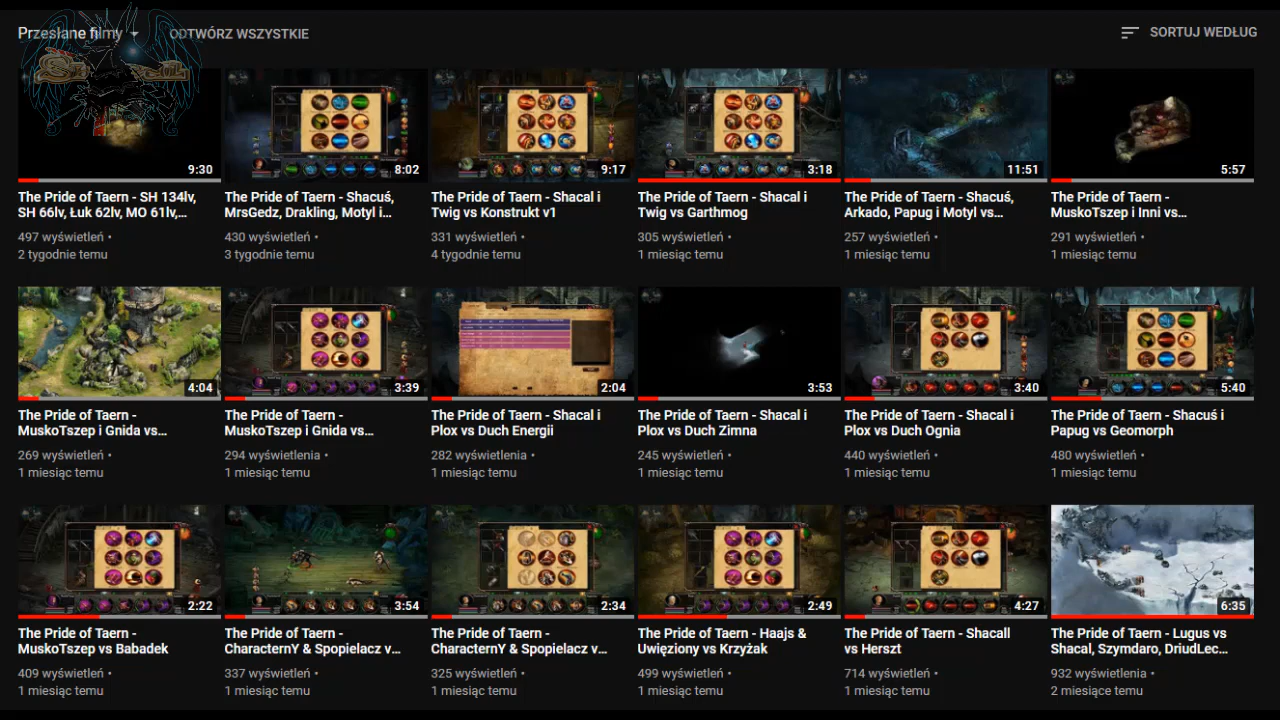 Przesłane filmy
ODTWÓRZ WSZYSTKIE
SORTUJ WEDŁUG
9:30
8:02
9:17
3:18
11:51
5:57
The Pride of Taern - SH 134lv,
SH 66lv, Łuk 62lv, MO 61lv,...
497 wyświetleń •
2 tygodnie temu
The Pride of Taern - Shacuś,
MrsGedz, Drakling, Motyl i...
430 wyświetleń •
3 tygodnie temu
The Pride of Taern - Shacal i
Twig vs Konstrukt v1
331 wyświetleń •
4 tygodnie temu
The Pride of Taern - Shacal i
Twig vs Garthmog
305 wyświetleń •
1 miesiąc temu
The Pride of Taern - Shacuś,
Arkado, Papug i Motyl vs...
257 wyświetleń •
1 miesiąc temu
The Pride of Taern -
MuskoTszep i Inni vs...
291 wyświetleń •
1 miesiąc temu
4:04
3:39
2:04
3:53
3:40
5:40
The Pride of Taern -
MuskoTszep i Gnida vs...
269 wyświetleń •
1 miesiąc temu
The Pride of Taern -
MuskoTszep i Gnida vs...
294 wyświetlenia •
1 miesiąc temu
The Pride of Taern - Shacal i
Plox vs Duch Energii
282 wyświetlenia •
1 miesiąc temu
The Pride of Taern - Shacal i
Plox vs Duch Zimna
245 wyświetleń •
1 miesiąc temu
The Pride of Taern - Shacal i
Plox vs Duch Ognia
440 wyświetleń •
1 miesiąc temu
The Pride of Taern - Shacuś i
Papug vs Geomorph
480 wyświetleń •
1 miesiąc temu
2:22
3:54
2:34
2:49
4:27
6:35
The Pride of Taern -
MuskoTszep vs Babadek
409 wyświetleń •
1 miesiąc temu
The Pride of Taern -
CharacternY & Spopielacz v...
337 wyświetleń •
1 miesiąc temu
The Pride of Taern -
CharacternY & Spopielacz v...
325 wyświetleń •
1 miesiąc temu
The Pride of Taern - Haajs &
Uwięziony vs Krzyżak
499 wyświetleń •
1 miesiąc temu
The Pride of Taern - Shacall
vs Herszt
714 wyświetleń •
1 miesiąc temu
The Pride of Taern - Lugus vs
Shacal, Szymdaro, DriudLec...
932 wyświetlenia •
2 miesiące temu